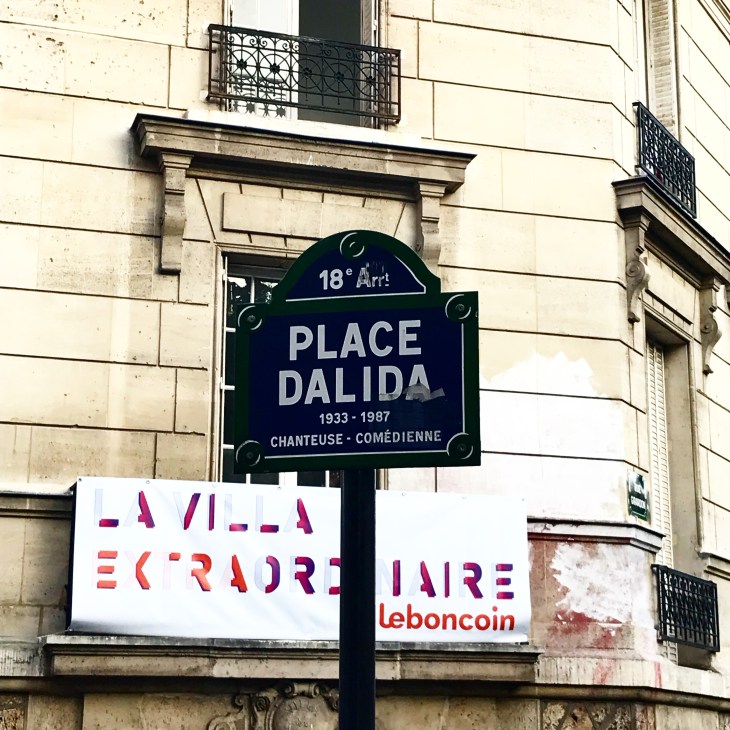 18e Arrt
PLACE
DALIDA
1933 - 1987
CHANTEUSE - COMÉDIENNE
LA VILLA
EXTRAORDINAIRE
leboncoin